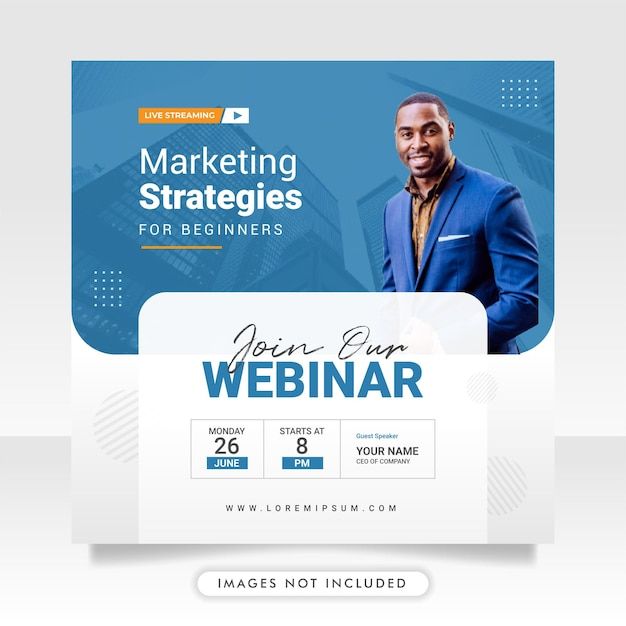 LIVE STREAMING
Marketing
Strategies
FOR BEGINNERS
Join Our
WEBINAR
MONDAY
26
JUNE
STARTS AT
8
PM
Guest Speaker
YOUR NAME
CEO OF COMPANY
WWW.LOREMIPSUM.COM
IMAGES NOT INCLUDED